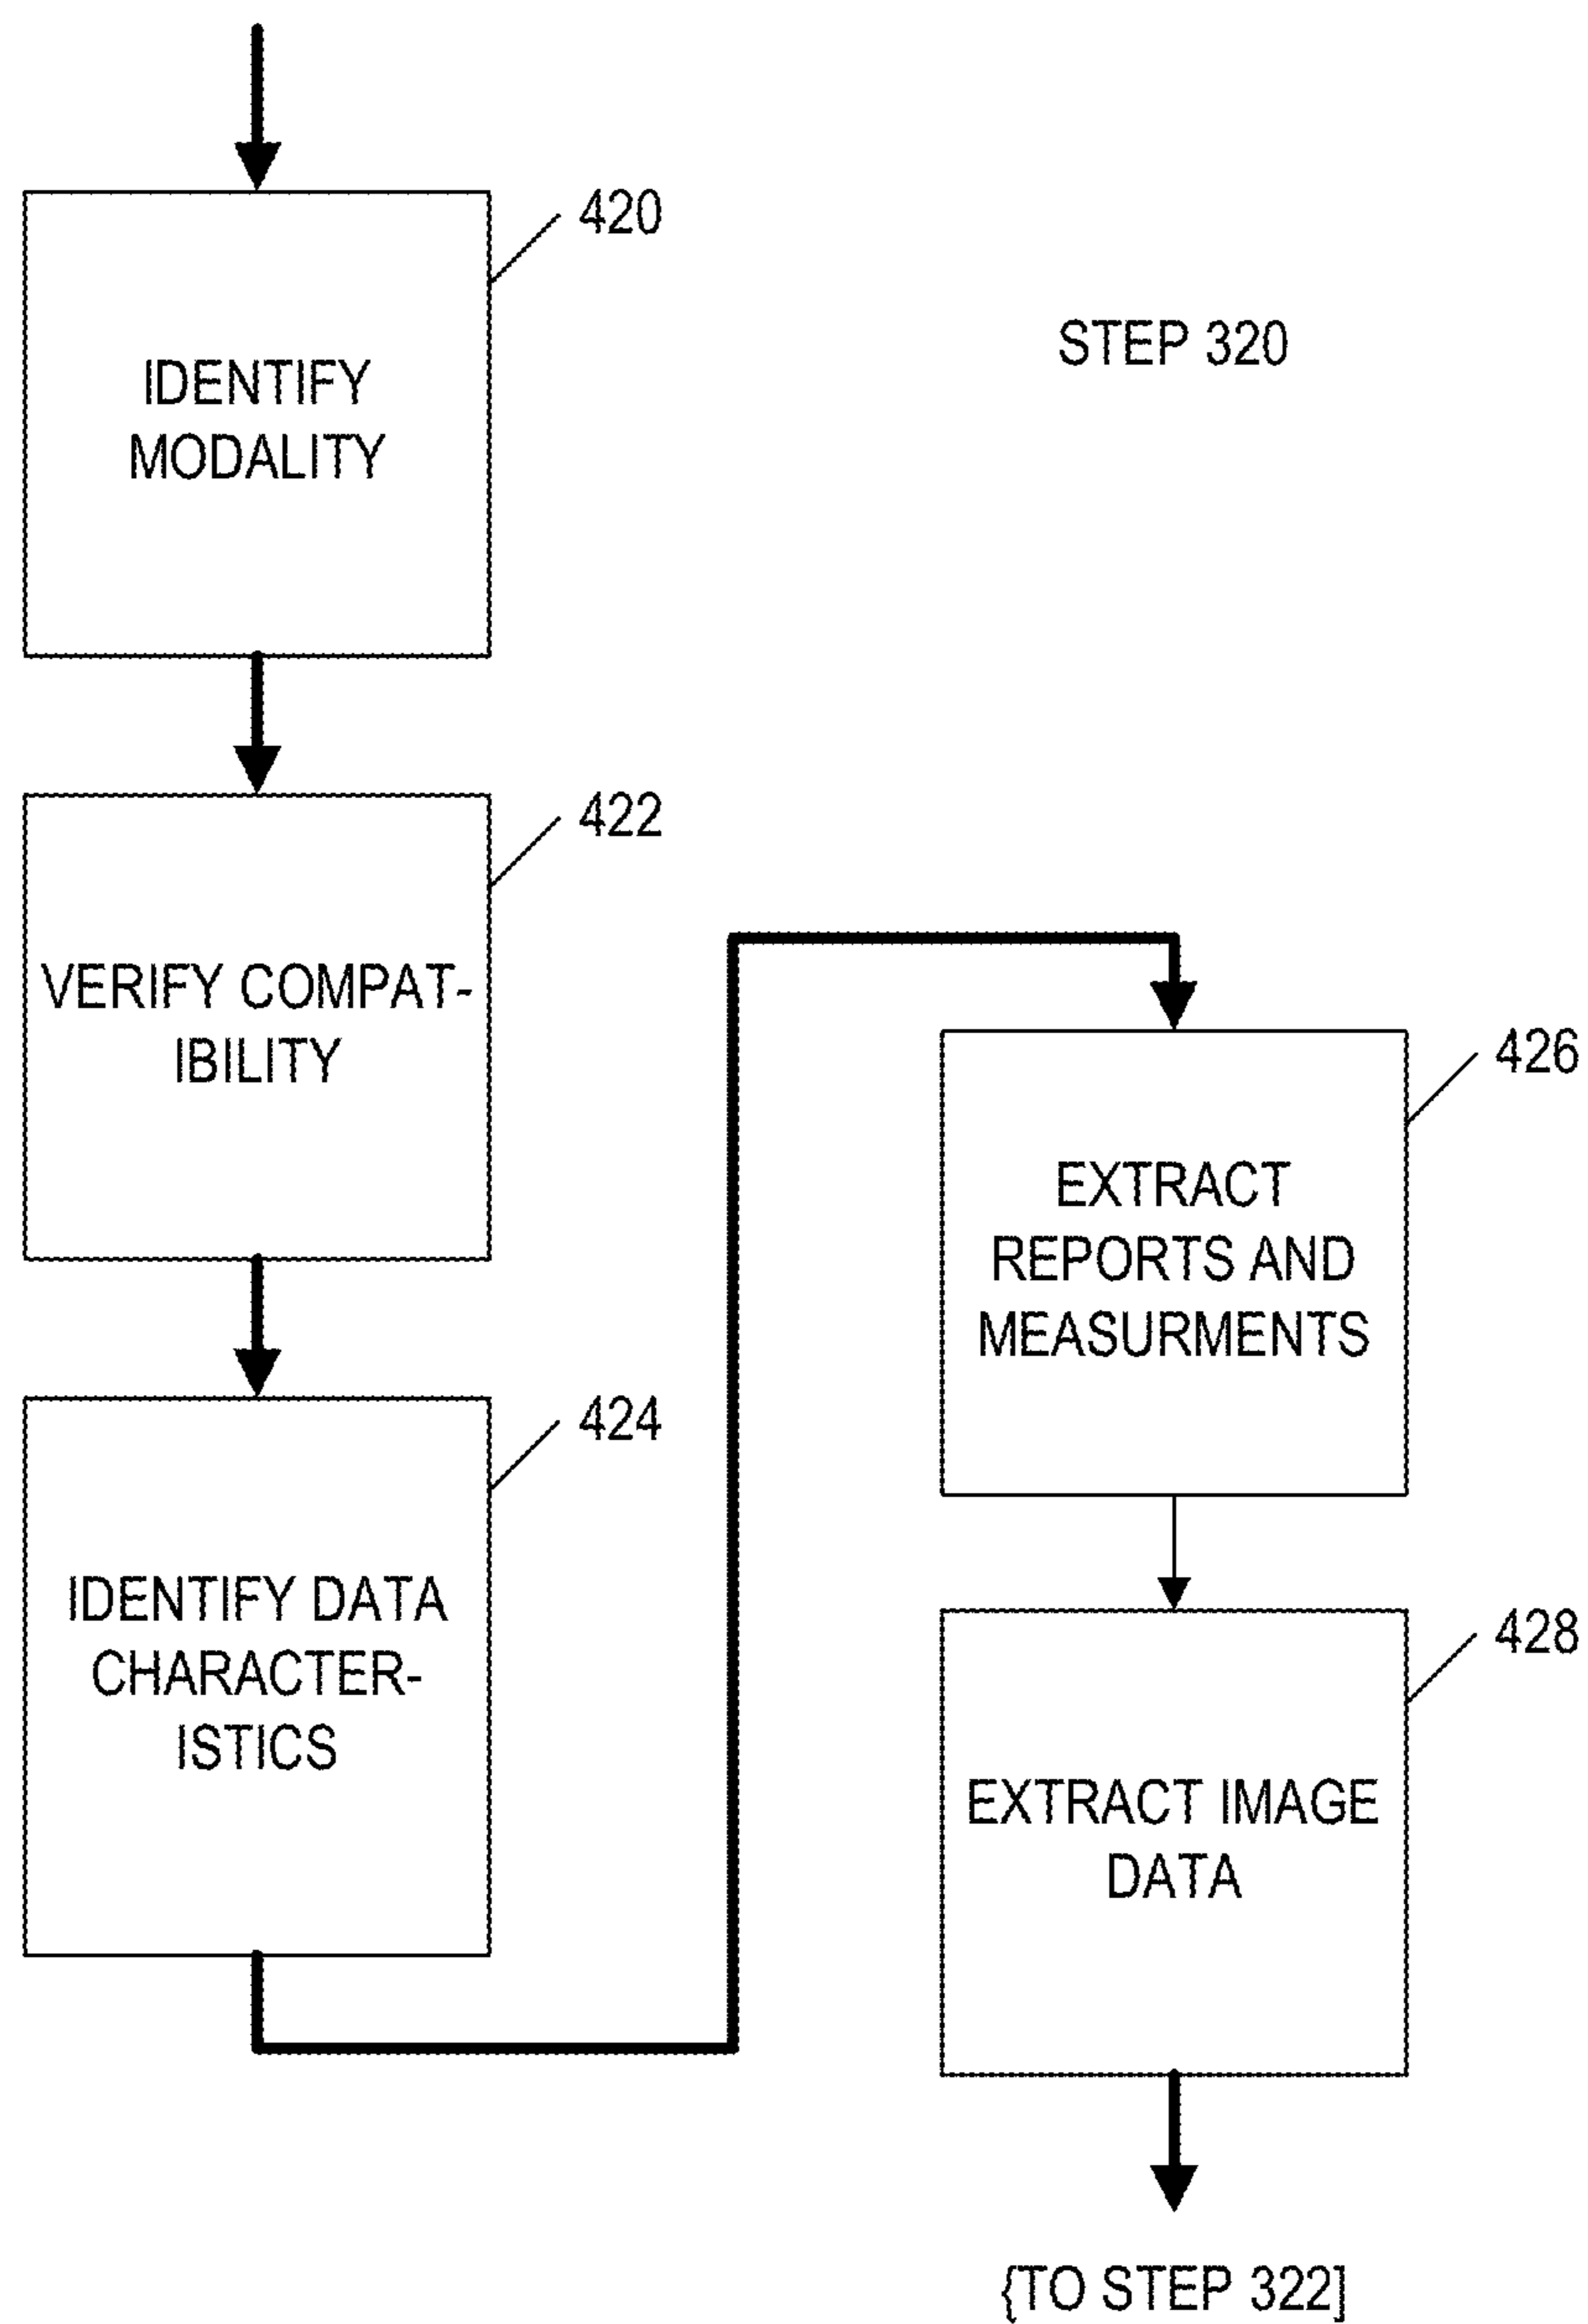 420
STEP 320
IDENTIFY
MODALITY
422
VERIFY COMPAT-
IBILITY
424
IDENTIFY DATA
CHARACTER-
ISTICS
426
EXTRACT
REPORTS AND
MEASURMENTS
428
EXTRACT IMAGE
DATA
{TO STEP 322]